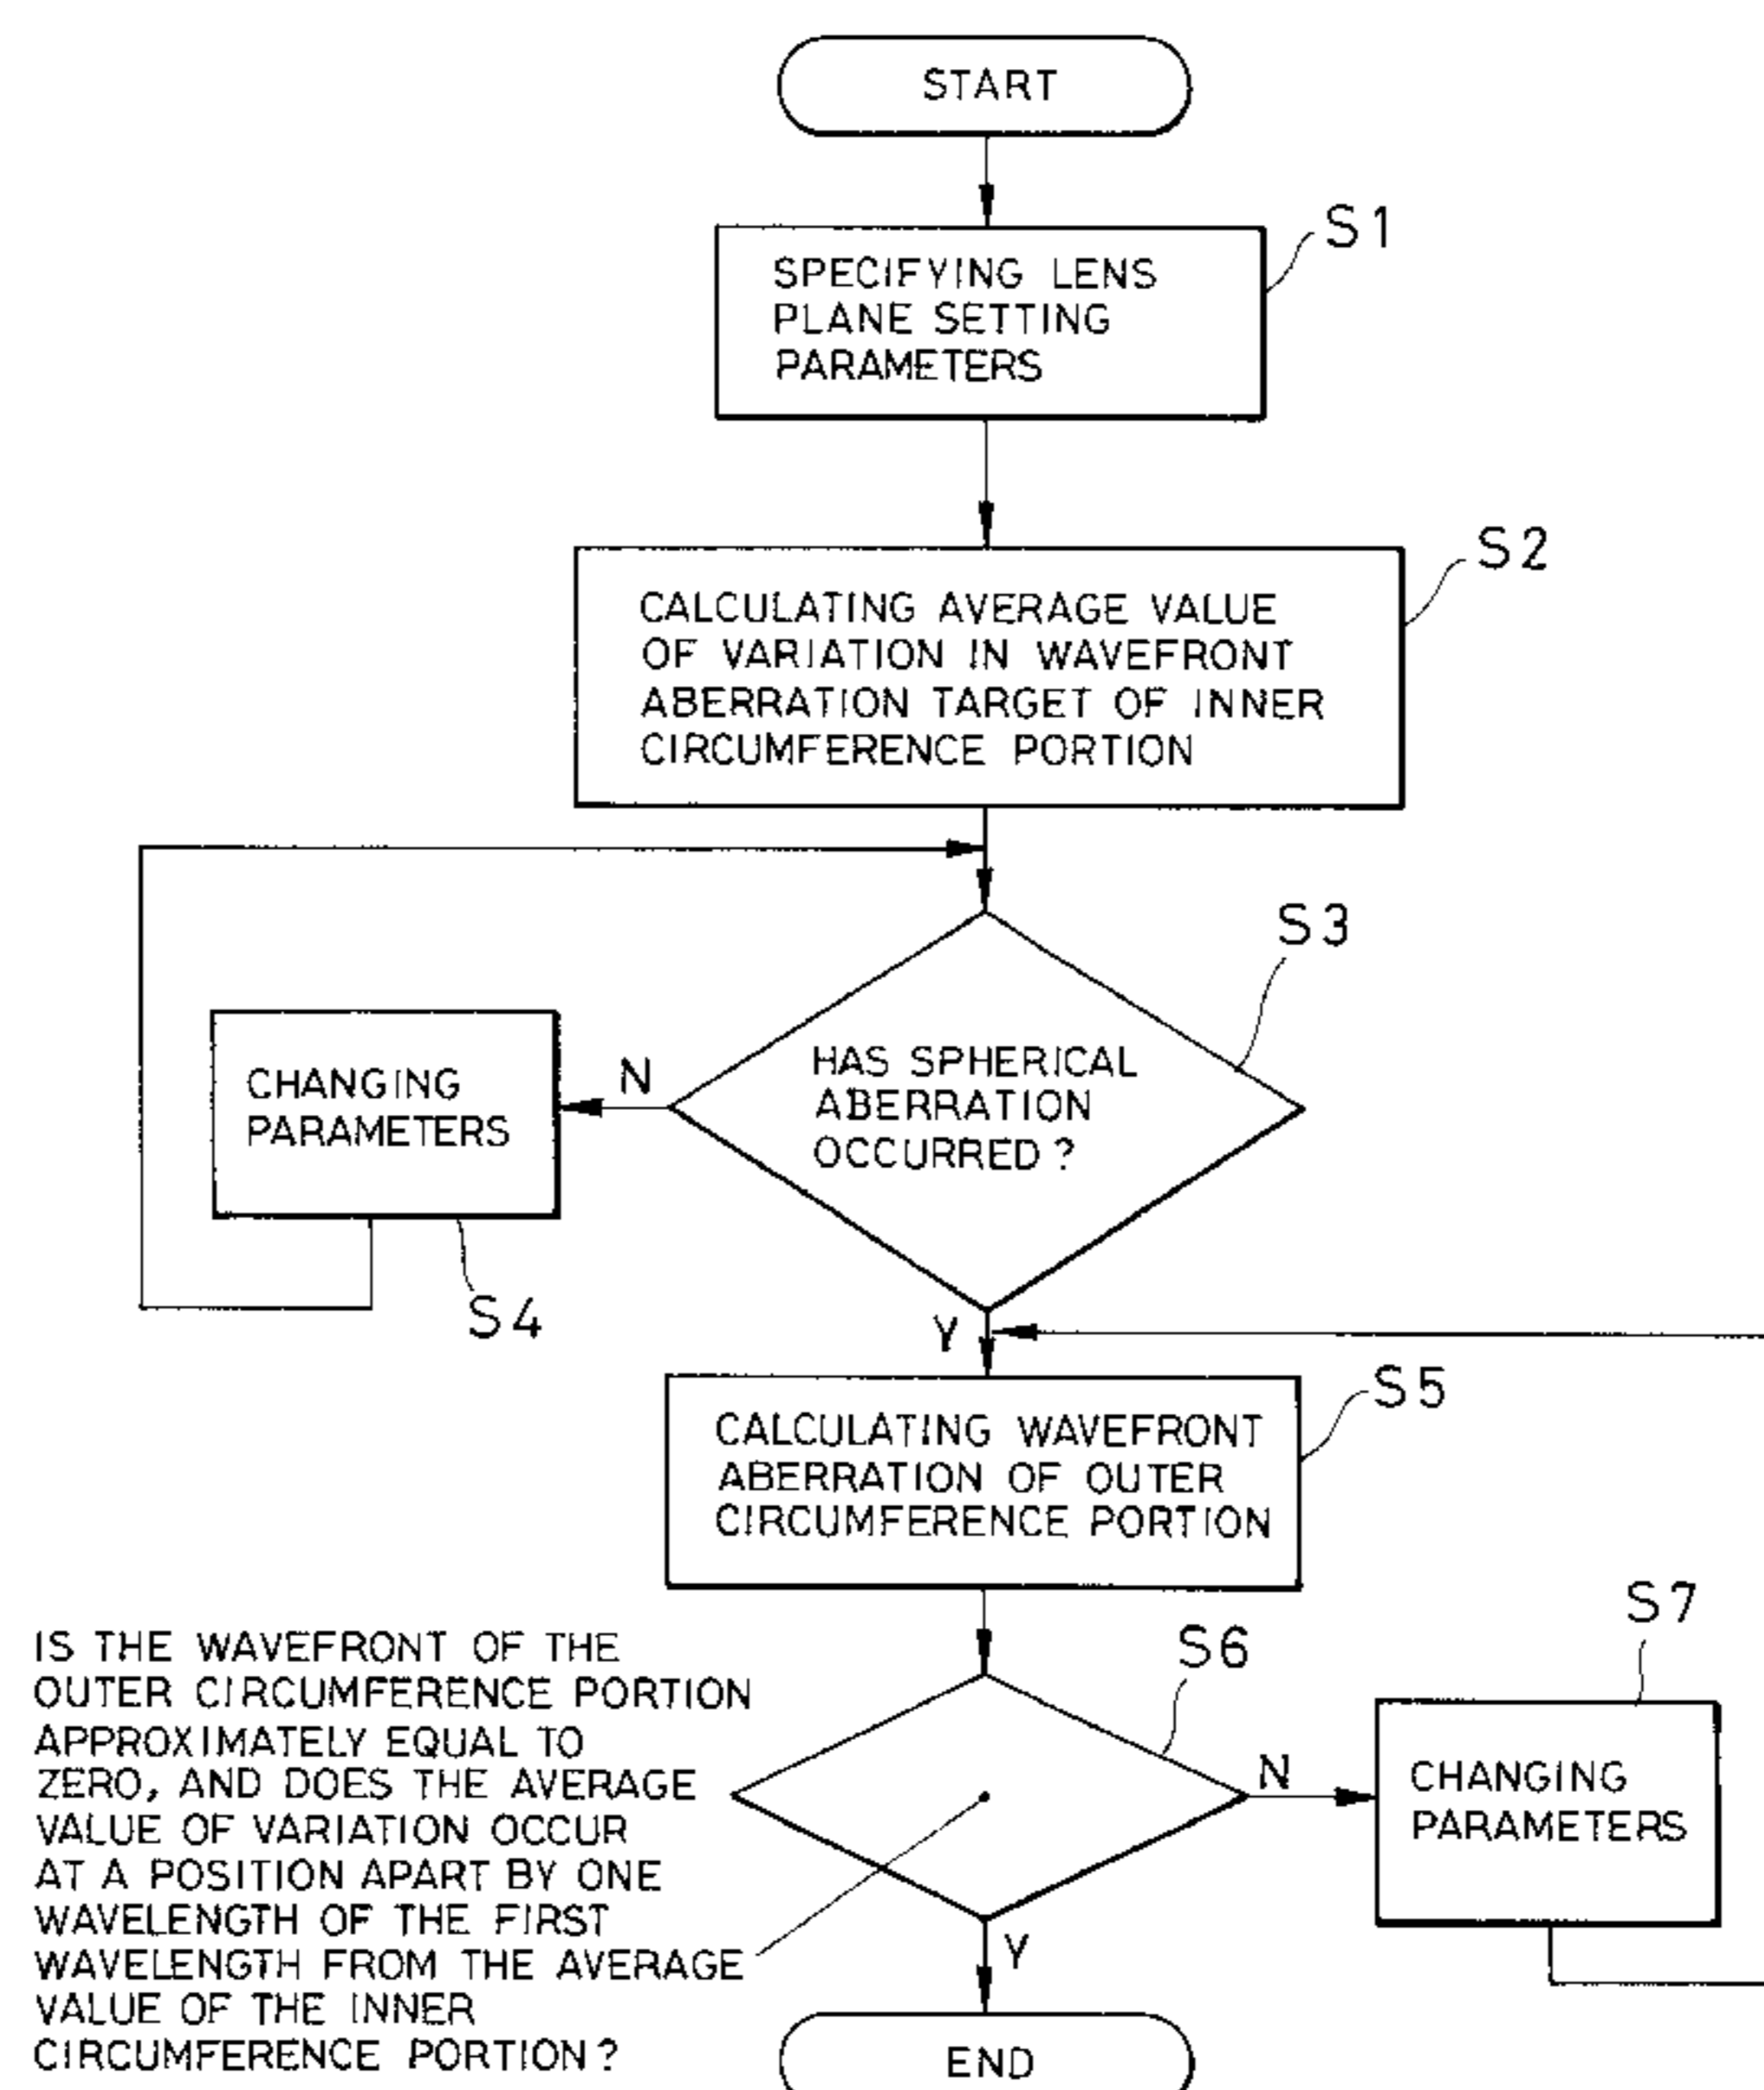 START
S1
SPECIFYING LENS
PLANE SETTING
PARAMETERS
S2
CALCULATING AVERAGE VALUE
OF VARIATION IN WAVEFRONT
ABERRATION TARGET OF INNER
CIRCUMFERENCE PORTION
S3
HAS SPHERICAL
ABERRATION
OCCURRED?
N
CHANGING
PARAMETERS
S4
Y
S5
CALCULATING WAVEFRONT
ABERRATION OF OUTER
CIRCUMFERENCE PORTION
S6
IS THE WAVEFRONT OF THE
OUTER CIRCUMFERENCE PORTION
APPROXIMATELY EQUAL TO
ZERO, AND DOES THE AVERAGE
VALUE OF VARIATION OCCUR
AT A POSITION APART BY ONE
WAVELENGTH OF THE FIRST
WAVELENGTH FROM THE AVERAGE
VALUE OF THE INNER
CIRCUMFERENCE PORTION?
N
S7
CHANGING
PARAMETERS
Y
END